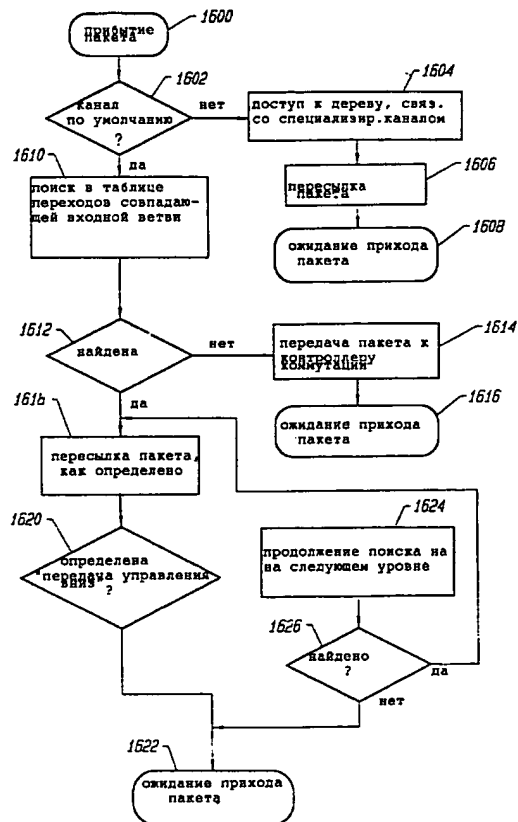 1600
прибытие
пакета
1602
канал
по умолчанию
?
нет
да
1604
доступ к дереву, связ.
со специализир.каналом
1606
пересылка
пакета
1608
ожидание прихода
пакета
1610
поиск в таблице
переходов совпадаю-
щей входной ветви
1612
найдена
нет
да
1614
передача пакета к
контроллеру
коммутации
1616
ожидание прихода
пакета
1618
пересылка пакета,
как определено
1620
определена
"передача управления
вниз ?
1624
продолжение поиска на
на следующем уровне
1626
найдено
?
да
нет
1622
ожидание прихода
пакета